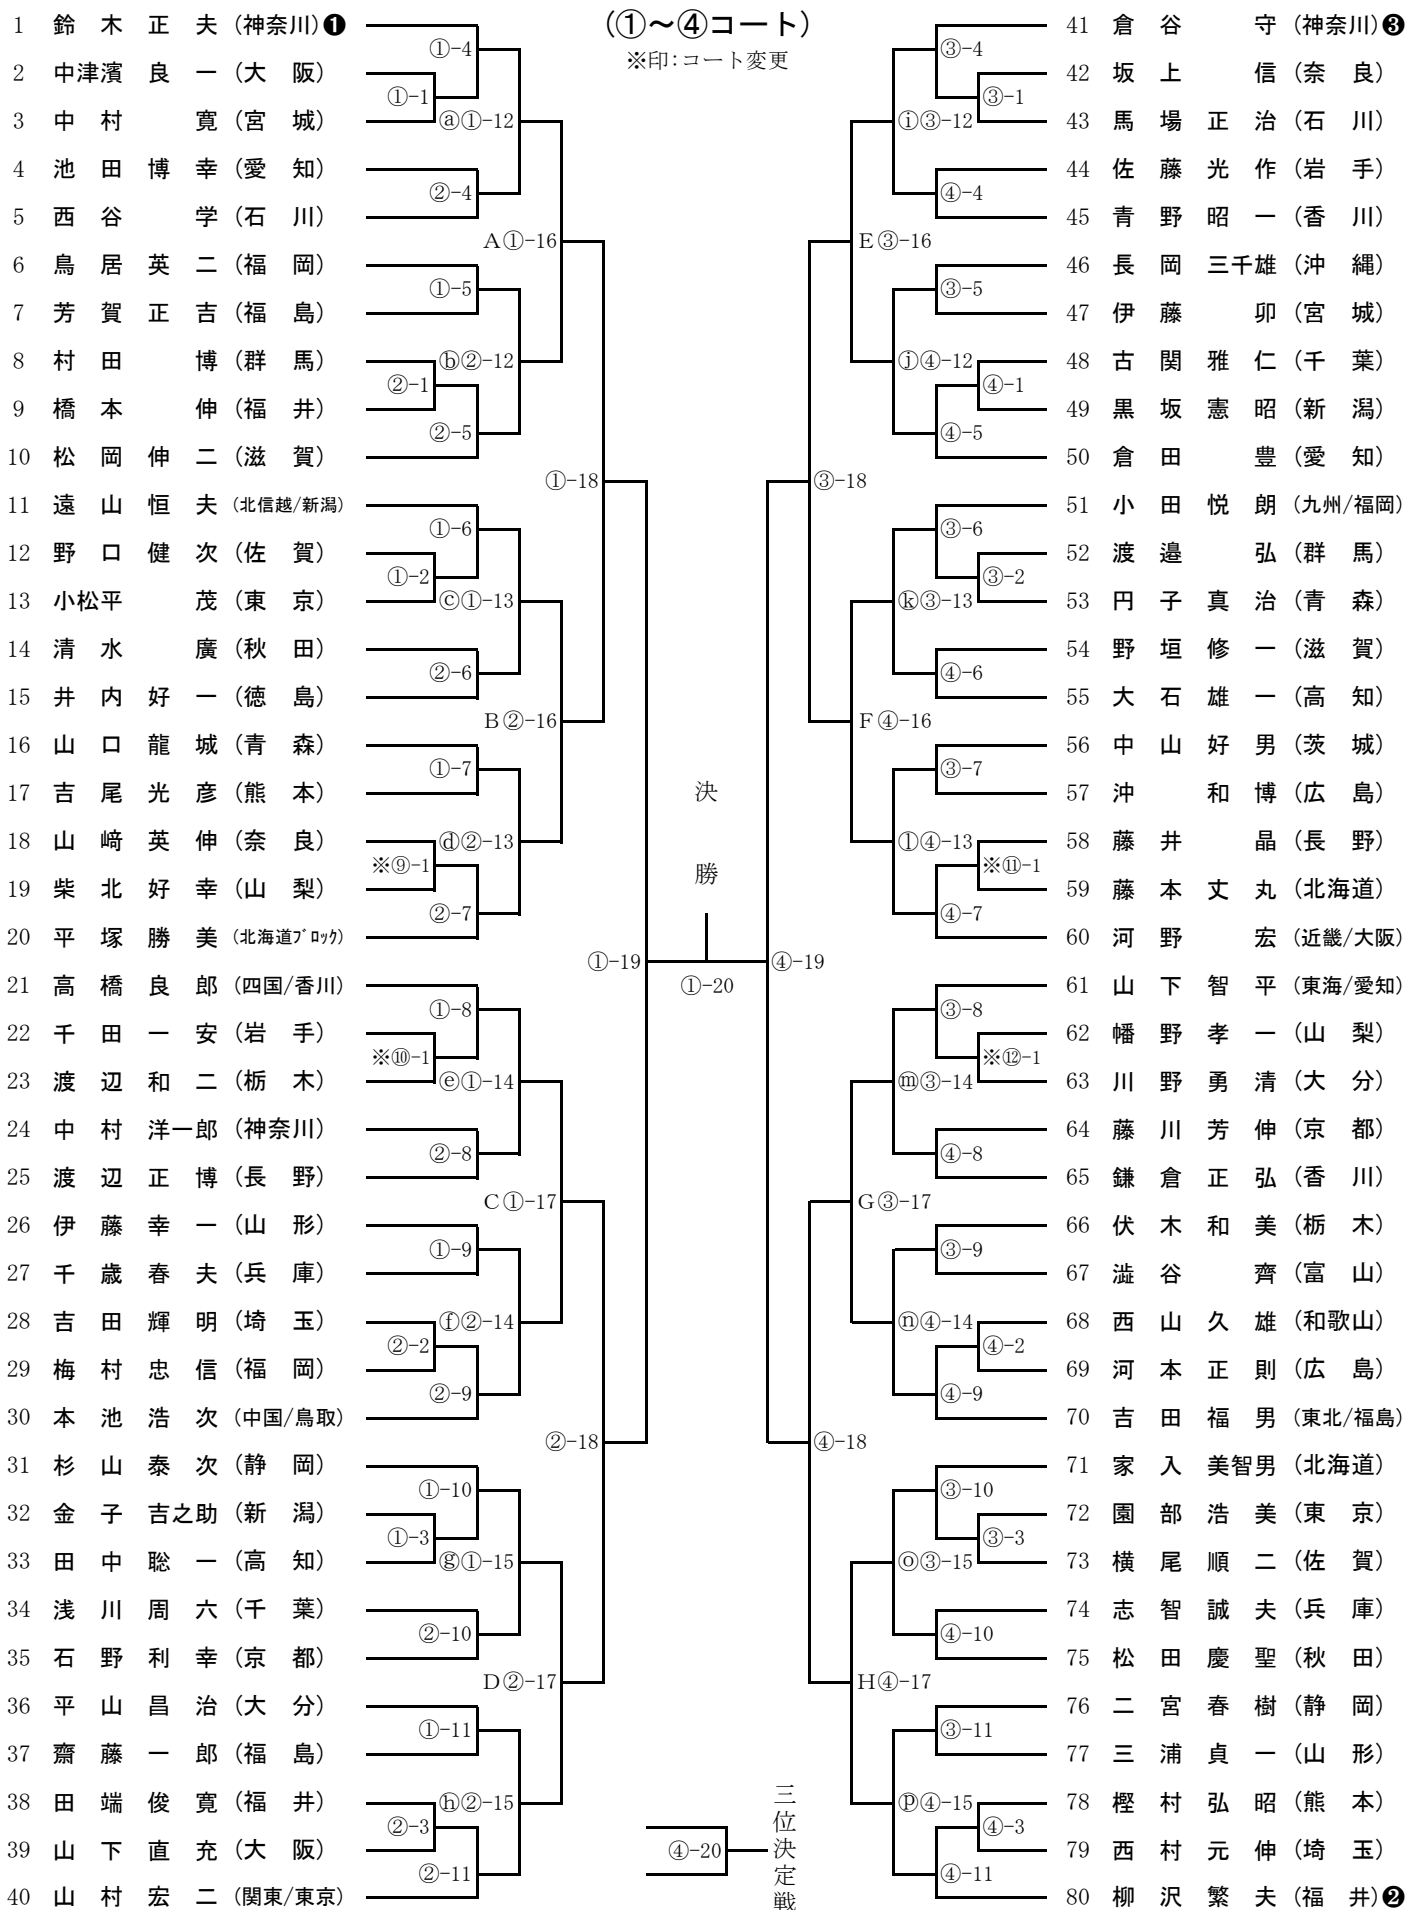 (①～④コート)
※印：コート変更
1 鈴木正夫 (神奈川)❶
①-4
2 中津濱良一 (大阪)
①-1
3 中村寛 (宮城)
ⓐ①-12
4 池田博幸 (愛知)
②-4
5 西谷学 (石川)
A①-16
6 鳥居英二 (福岡)
①-5
7 芳賀正吉 (福島)
8 村田博 (群馬)
ⓑ②-12
②-1
9 橋本伸 (福井)
②-5
10 松岡伸二 (滋賀)
①-18
11 遠山恒夫 (北信越/新潟)
①-6
12 野口健次 (佐賀)
①-2
13 小松平茂 (東京)
ⓒ①-13
14 清水廣 (秋田)
②-6
15 井内好一 (徳島)
B②-16
16 山口龍城 (青森)
①-7
17 吉尾光彦 (熊本)
18 山﨑英伸 (奈良)
ⓓ②-13
※⑨-1
19 柴北好幸 (山梨)
②-7
20 平塚勝美 (北海道ブロック)
①-19
21 高橋良郎 (四国/香川)
①-8
22 千田一安 (岩手)
※⑩-1
23 渡辺和二 (栃木)
ⓔ①-14
24 中村洋一郎 (神奈川)
②-8
25 渡辺正博 (長野)
C①-17
26 伊藤幸一 (山形)
①-9
27 千歳春夫 (兵庫)
28 吉田輝明 (埼玉)
ⓕ②-14
②-2
29 梅村忠信 (福岡)
②-9
30 本池浩次 (中国/鳥取)
②-18
31 杉山泰次 (静岡)
①-10
32 金子吉之助 (新潟)
①-3
33 田中聡一 (高知)
ⓖ①-15
34 浅川周六 (千葉)
②-10
35 石野利幸 (京都)
D②-17
36 平山昌治 (大分)
①-11
37 齋藤一郎 (福島)
38 田端俊寛 (福井)
ⓗ②-15
②-3
39 山下直充 (大阪)
②-11
40 山村宏二 (関東/東京)
決勝
①-20
三位決定戦
④-20
41 倉谷守 (神奈川)❸
③-4
42 坂上信 (奈良)
③-1
43 馬場正治 (石川)
ⓘ③-12
44 佐藤光作 (岩手)
④-4
45 青野昭一 (香川)
E③-16
46 長岡三千雄 (沖縄)
③-5
47 伊藤卯 (宮城)
48 古関雅仁 (千葉)
ⓙ④-12
④-1
49 黒坂憲昭 (新潟)
④-5
50 倉田豊 (愛知)
③-18
51 小田悦朗 (九州/福岡)
③-6
52 渡邉弘 (群馬)
③-2
53 円子真治 (青森)
ⓚ③-13
54 野垣修一 (滋賀)
④-6
55 大石雄一 (高知)
F④-16
56 中山好男 (茨城)
③-7
57 沖和博 (広島)
58 藤井晶 (長野)
ⓛ④-13
※⑪-1
59 藤本丈丸 (北海道)
④-7
60 河野宏 (近畿/大阪)
④-19
61 山下智平 (東海/愛知)
③-8
62 幡野孝一 (山梨)
※⑫-1
63 川野勇清 (大分)
ⓜ③-14
64 藤川芳伸 (京都)
④-8
65 鎌倉正弘 (香川)
G③-17
66 伏木和美 (栃木)
③-9
67 澁谷齊 (富山)
68 西山久雄 (和歌山)
ⓝ④-14
④-2
69 河本正則 (広島)
④-9
70 吉田福男 (東北/福島)
④-18
71 家入美智男 (北海道)
③-10
72 園部浩美 (東京)
③-3
73 横尾順二 (佐賀)
ⓞ③-15
74 志智誠夫 (兵庫)
④-10
75 松田慶聖 (秋田)
H④-17
76 二宮春樹 (静岡)
③-11
77 三浦貞一 (山形)
78 樫村弘昭 (熊本)
ⓟ④-15
④-3
79 西村元伸 (埼玉)
④-11
80 柳沢繁夫 (福井)❷